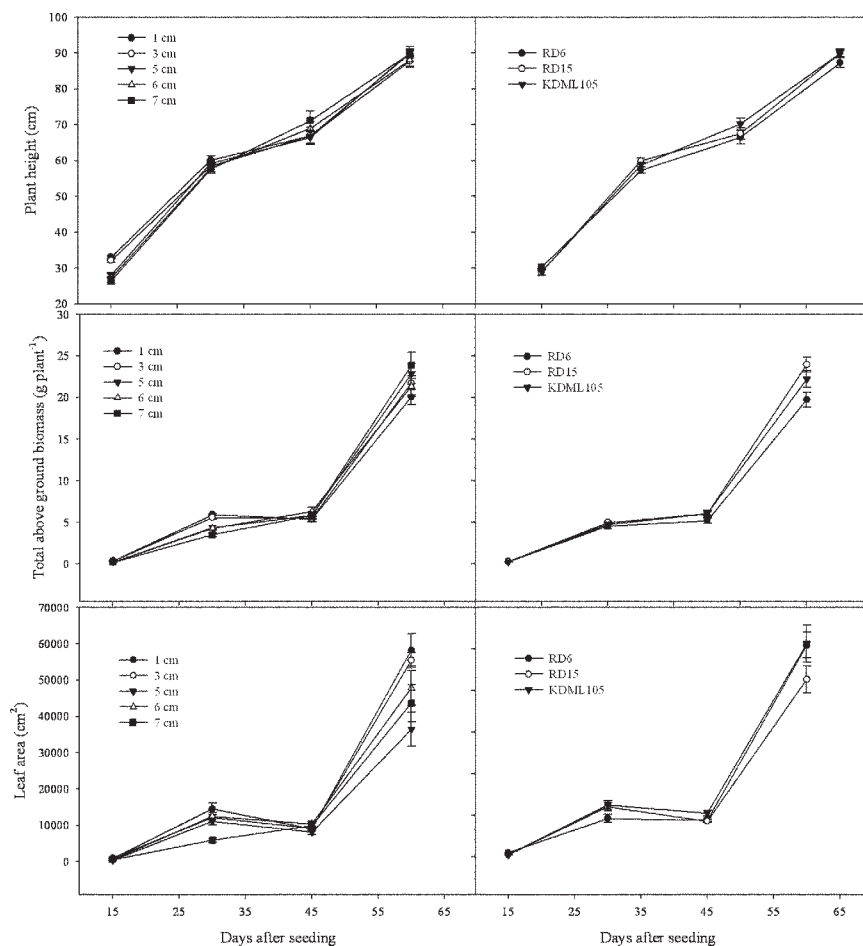 Plant height (cm)
100
90
80
70
60
50
40
30
20
1 cm
3 cm
5 cm
6 cm
7 cm
RD6
RD15
KDML105
Total above ground biomass (g plant⁻¹)
30
25
20
15
10
5
0
1 cm
3 cm
5 cm
6 cm
7 cm
RD6
RD15
KDML105
Leaf area (cm²)
70000
60000
50000
40000
30000
20000
10000
0
1 cm
3 cm
5 cm
6 cm
7 cm
RD6
RD15
KDML105
15 25 35 45 55 65
15 25 35 45 55 65
Days after seeding
Days after seeding